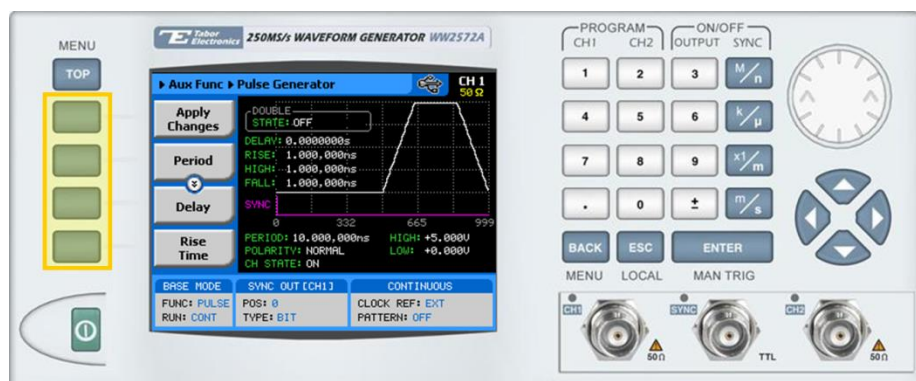 MENU
TOP
Tabor Electronics
250MS/s WAVEFORM GENERATOR WW2572A
Aux Func Pulse Generator
CH 1
50 Ω
Apply Changes
Period
Delay
Rise Time
DOUBLE
STATE: OFF
DELAY: 0.0000000s
RISE: 1.000,000ns
HIGH: 1.000,000ns
FALL: 1.000,000ns
SYNC
0 332 665 999
PERIOD: 10.000,000ns HIGH: +5.000V
POLARITY: NORMAL LOW: +0.000V
CH STATE: ON
BASE MODE
FUNC: PULSE
RUN: CONT
SYNC OUT [CH1]
POS: 0
TYPE: BIT
CONTINUOUS
CLOCK REF: EXT
PATTERN: OFF
PROGRAM ON/OFF
CH1 CH2 OUTPUT SYNC
1 2 3 M/n
4 5 6 k/µ
7 8 9 x1/m
. 0 ± m/s
BACK ESC ENTER
MENU LOCAL MAN TRIG
CH1 SYNC CH2
50Ω TTL 50Ω